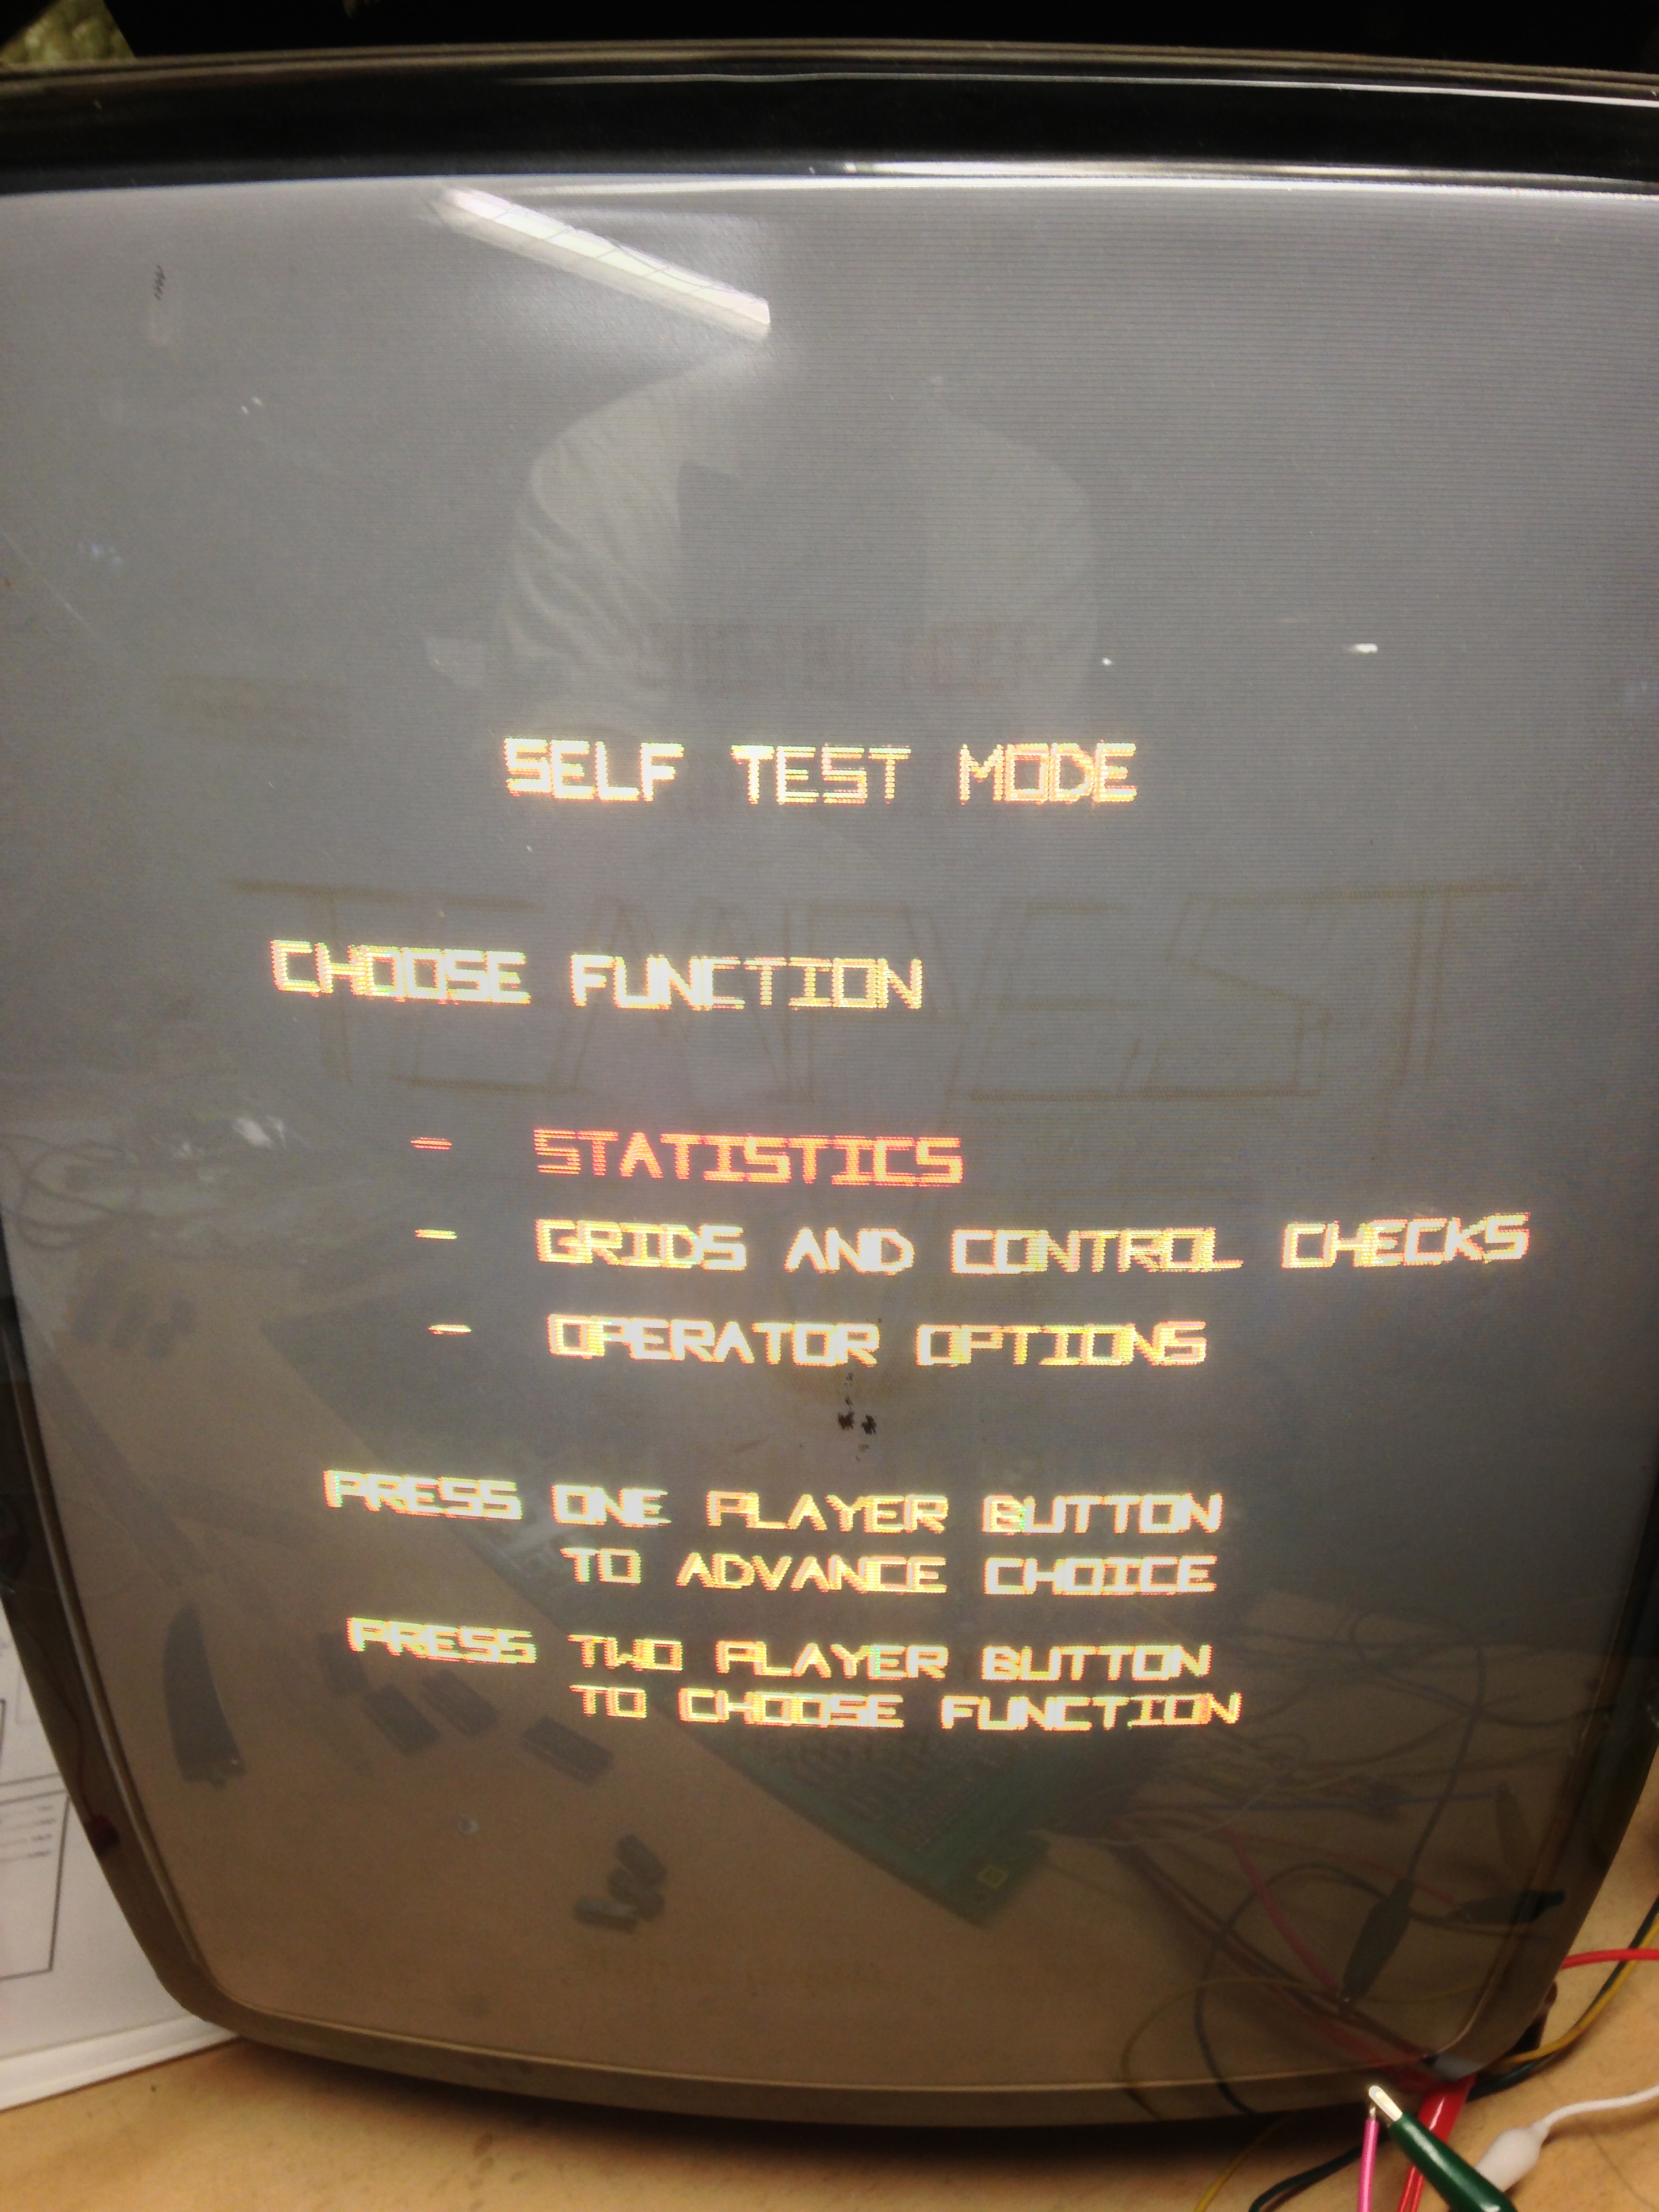 SELF TEST MODE
TEMPEST
CHOOSE FUNCTION
- STATISTICS
- GRIDS AND CONTROL CHECKS
- OPERATOR OPTIONS
PRESS ONE PLAYER BUTTON
TO ADVANCE CHOICE
PRESS TWO PLAYER BUTTON
TO CHOOSE FUNCTION